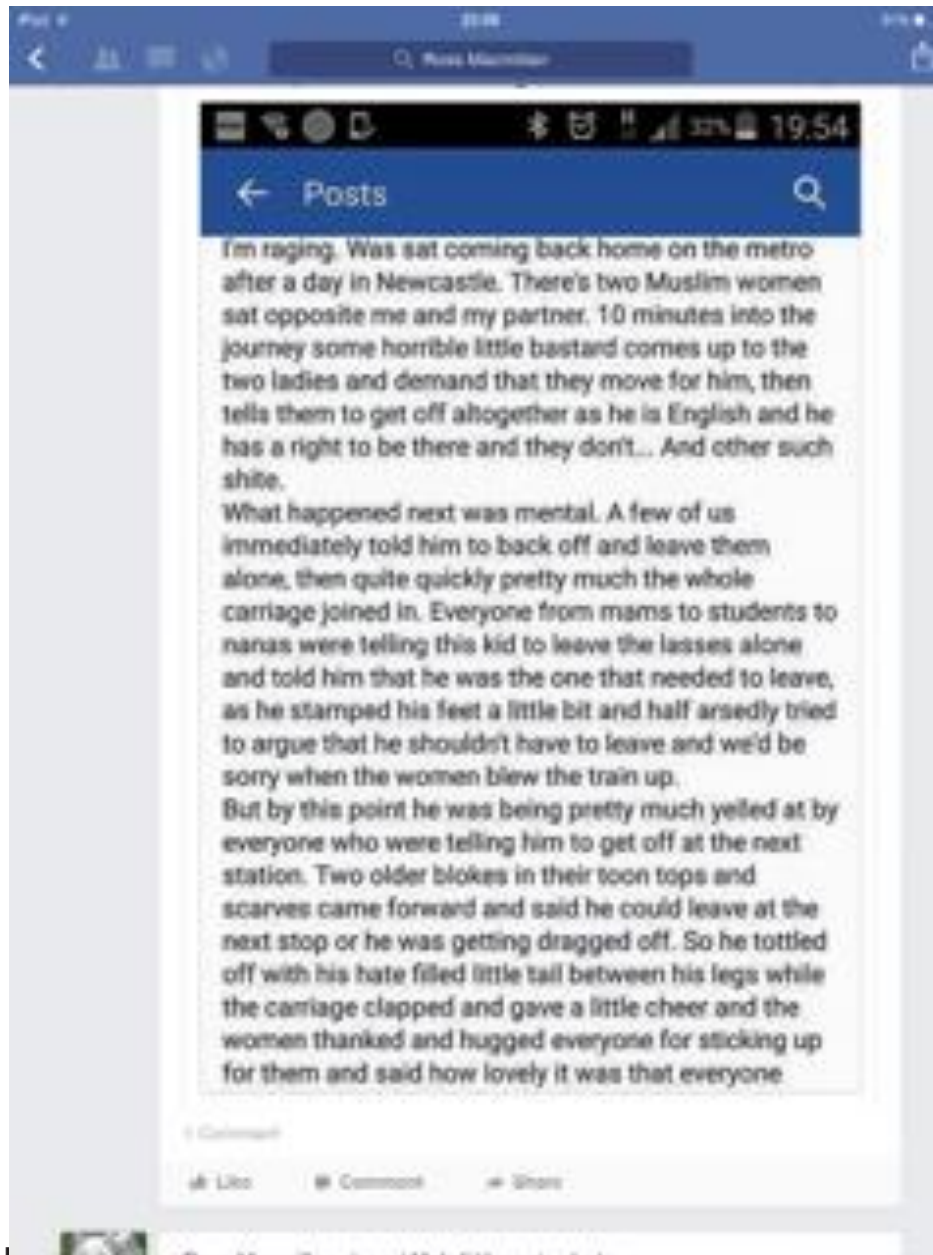 iPad
Ross Macmillan
32% 19:54
Posts
I'm raging. Was sat coming back home on the metro
after a day in Newcastle. There's two Muslim women
sat opposite me and my partner. 10 minutes into the
journey some horrible little bastard comes up to the
two ladies and demand that they move for him, then
tells them to get off altogether as he is English and he
has a right to be there and they don't... And other such
shite.
What happened next was mental. A few of us
immediately told him to back off and leave them
alone, then quite quickly pretty much the whole
carriage joined in. Everyone from mams to students to
nanas were telling this kid to leave the lasses alone
and told him that he was the one that needed to leave,
as he stamped his feet a little bit and half arsedly tried
to argue that he shouldn't have to leave and we'd be
sorry when the women blew the train up.
But by this point he was being pretty much yelled at by
everyone who were telling him to get off at the next
station. Two older blokes in their toon tops and
scarves came forward and said he could leave at the
next stop or he was getting dragged off. So he tottled
off with his hate filled little tail between his legs while
the carriage clapped and gave a little cheer and the
women thanked and hugged everyone for sticking up
for them and said how lovely it was that everyone
1 Comment
Like Comment Share